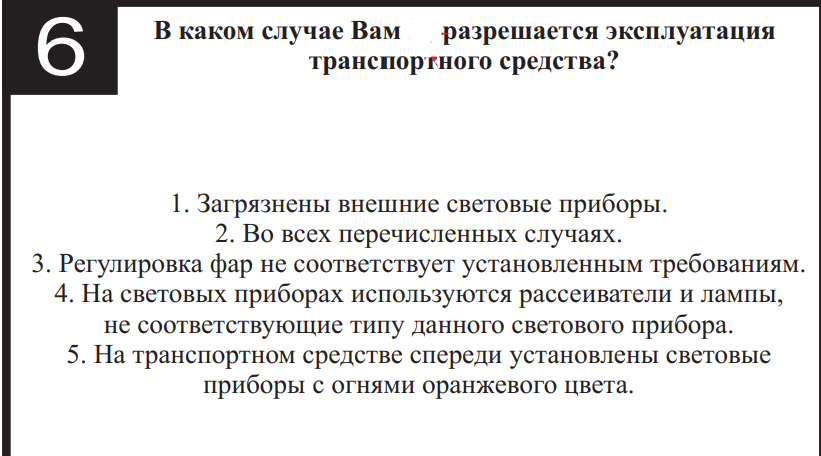 6
В каком случае Вам разрешается эксплуатация
транспортного средства?
1. Загрязнены внешние световые приборы.
2. Во всех перечисленных случаях.
3. Регулировка фар не соответствует установленным требованиям.
4. На световых приборах используются рассеиватели и лампы,
не соответствующие типу данного светового прибора.
5. На транспортном средстве спереди установлены световые
приборы с огнями оранжевого цвета.